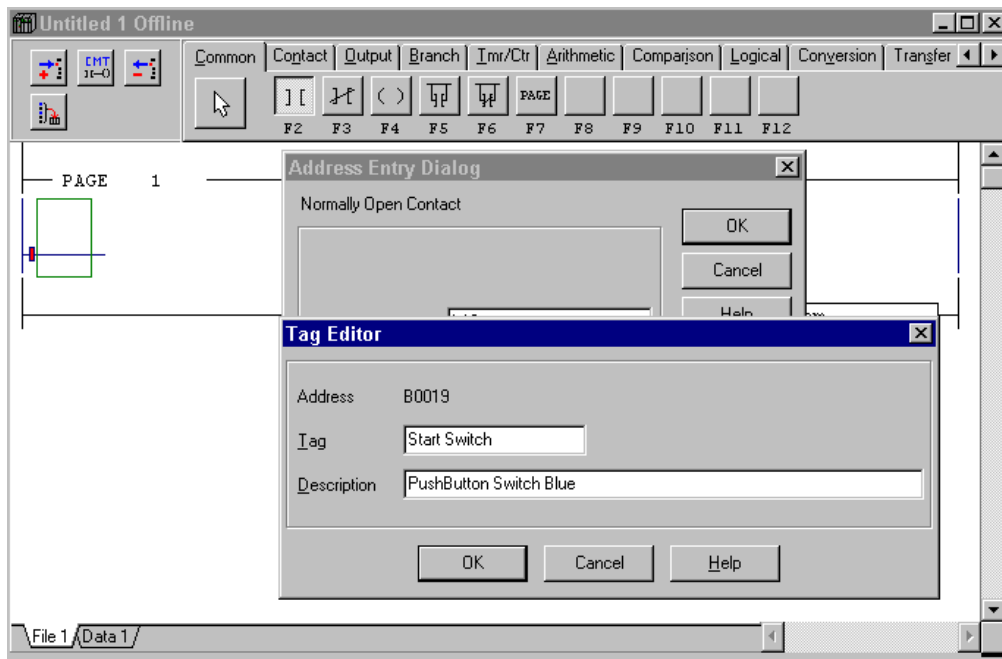 Untitled 1 Offline
Common Contact Output Branch Tmr/Ctr Arithmetic Comparison Logical Conversion Transfer
CMT
PAGE
F2 F3 F4 F5 F6 F7 F8 F9 F10 F11 F12
PAGE 1
Address Entry Dialog
Normally Open Contact
OK
Cancel
Help
Tag Editor
Address B0019
Tag Start Switch
Description PushButton Switch Blue
OK Cancel Help
File 1 Data 1